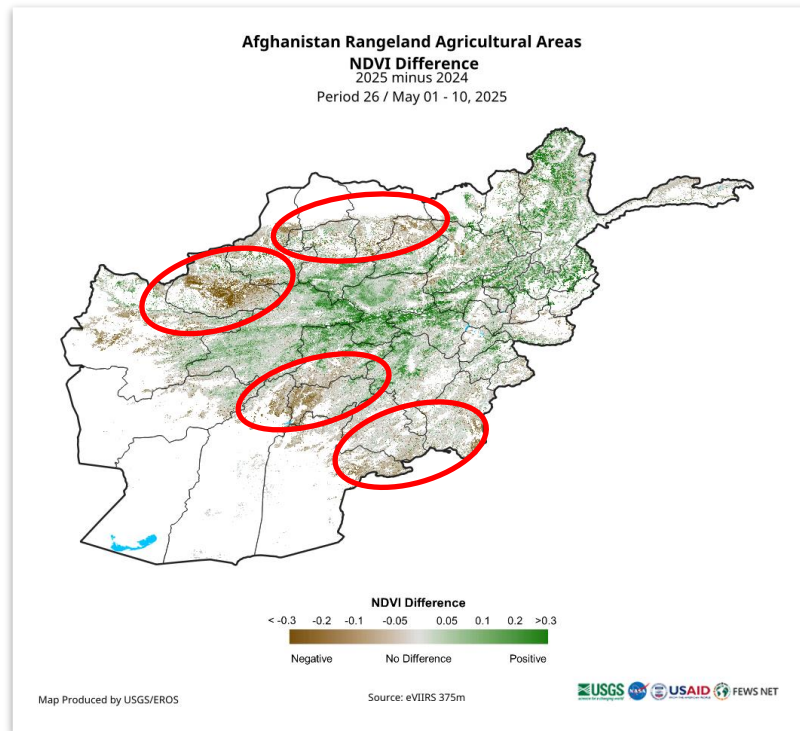 Afghanistan Rangeland Agricultural Areas
NDVI Difference
2025 minus 2024
Period 26 / May 01 - 10, 2025
NDVI Difference
< -0.3 -0.2 -0.1 -0.05 0.05 0.1 0.2 >0.3
Negative No Difference Positive
Map Produced by USGS/EROS
Source: eVIIRS 375m
USGS NASA USAID FEWS NET